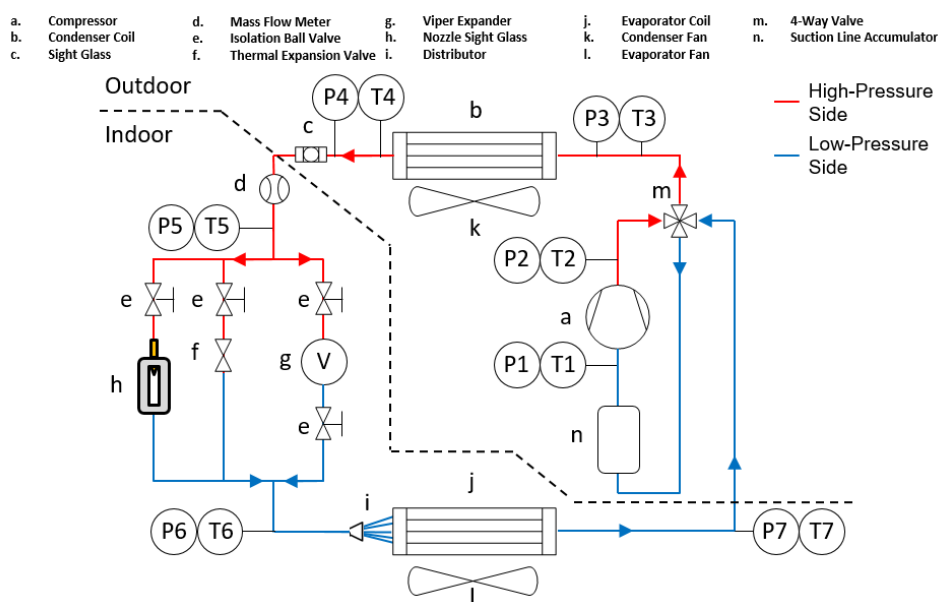 a. Compressor d. Mass Flow Meter g. Viper Expander j. Evaporator Coil m. 4-Way Valve
b. Condenser Coil e. Isolation Ball Valve h. Nozzle Sight Glass k. Condenser Fan n. Suction Line Accumulator
c. Sight Glass f. Thermal Expansion Valve i. Distributor l. Evaporator Fan
Outdoor
Indoor
P4 T4
b
P3 T3
High-Pressure
Side
Low-Pressure
Side
c
d
m
k
P5 T5
P2 T2
e
e
e
a
f
g
V
h
P1 T1
e
n
j
i
P6 T6
P7 T7
l